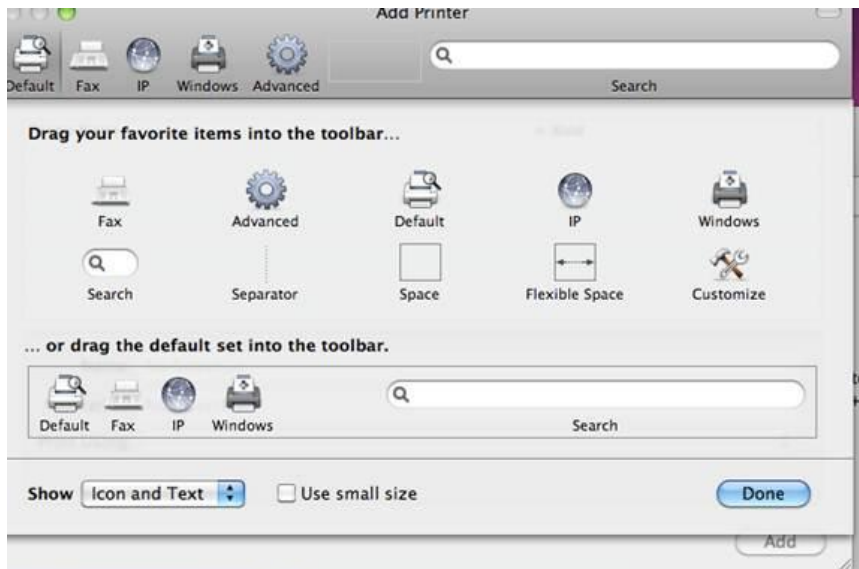 Add Printer
Default Fax IP Windows Advanced Search
Drag your favorite items into the toolbar...
Fax Advanced Default IP Windows
Search Separator Space Flexible Space Customize
... or drag the default set into the toolbar.
Default Fax IP Windows Search
Show Icon and Text Use small size Done
Add